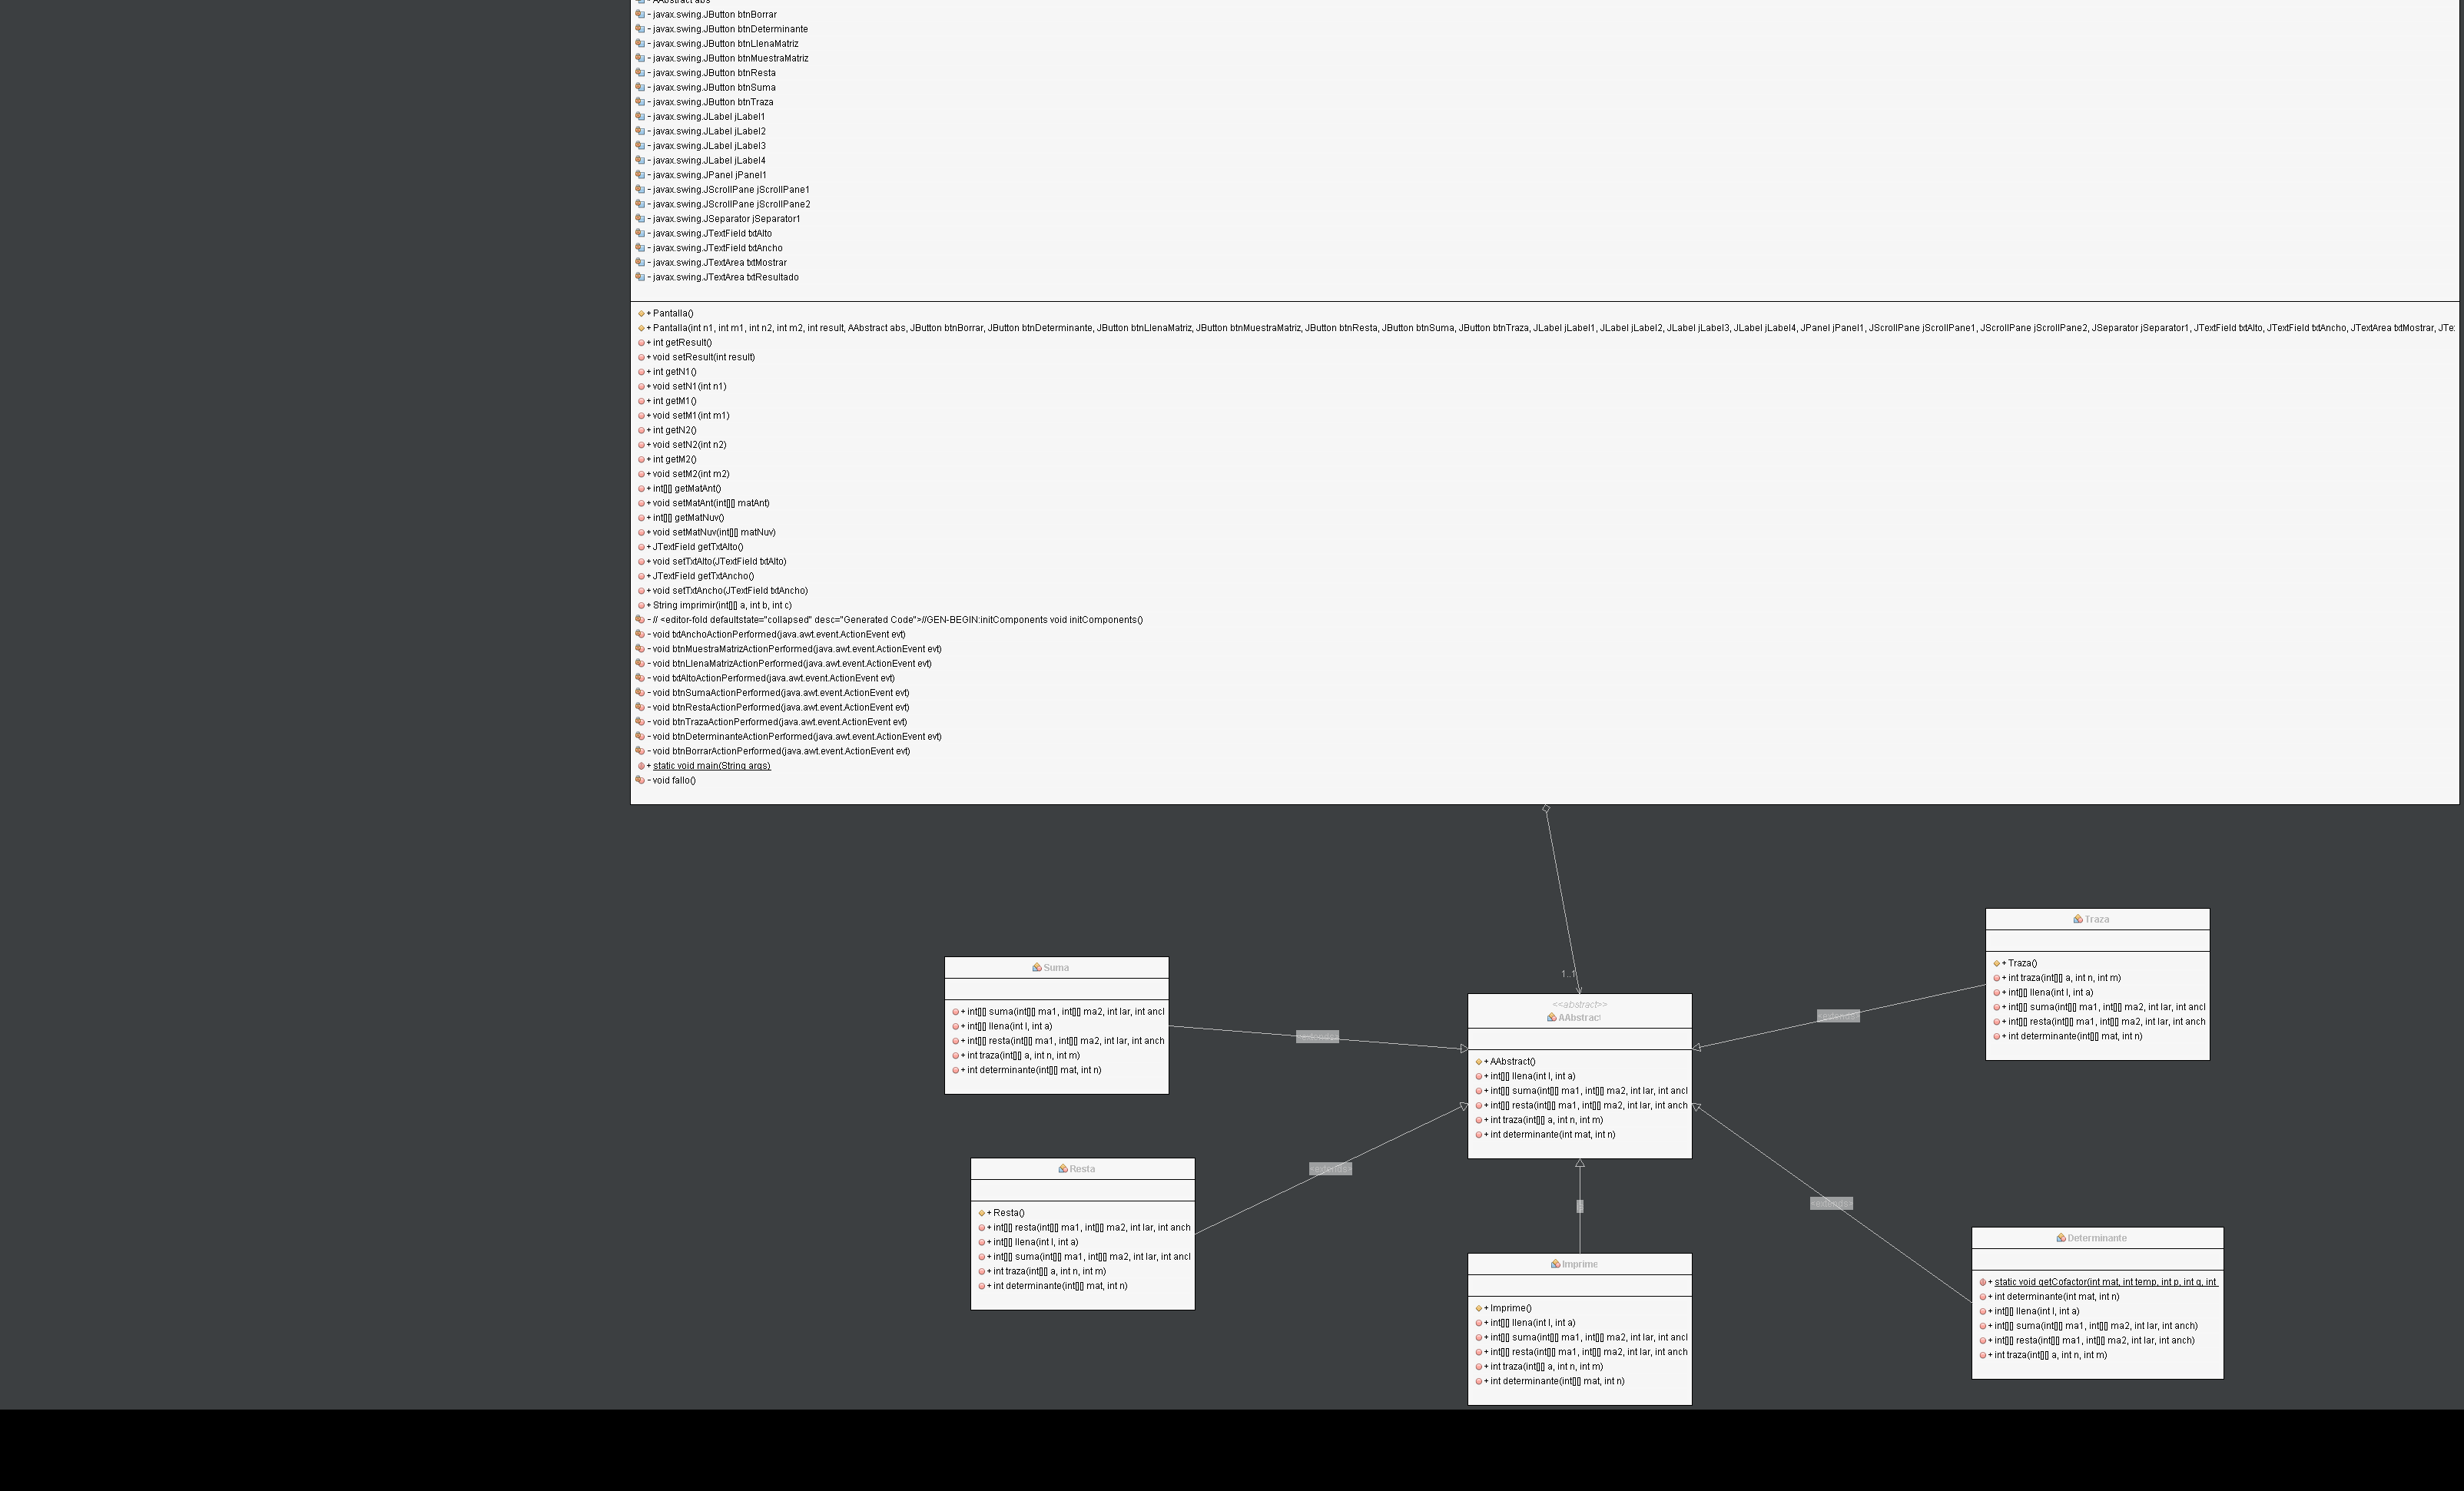 - AAbstract abs
- javax.swing.JButton btnBorrar
- javax.swing.JButton btnDeterminante
- javax.swing.JButton btnLlenaMatriz
- javax.swing.JButton btnMuestraMatriz
- javax.swing.JButton btnResta
- javax.swing.JButton btnSuma
- javax.swing.JButton btnTraza
- javax.swing.JLabel jLabel1
- javax.swing.JLabel jLabel2
- javax.swing.JLabel jLabel3
- javax.swing.JLabel jLabel4
- javax.swing.JPanel jPanel1
- javax.swing.JScrollPane jScrollPane1
- javax.swing.JScrollPane jScrollPane2
- javax.swing.JSeparator jSeparator1
- javax.swing.JTextField txtAlto
- javax.swing.JTextField txtAncho
- javax.swing.JTextArea txtMostrar
- javax.swing.JTextArea txtResultado
+ Pantalla()
+ Pantalla(int n1, int m1, int n2, int m2, int result, AAbstract abs, JButton btnBorrar, JButton btnDeterminante, JButton btnLlenaMatriz, JButton btnMuestraMatriz, JButton btnResta, JButton btnSuma, JButton btnTraza, JLabel jLabel1, JLabel jLabel2, JLabel jLabel3, JLabel jLabel4, JPanel jPanel1, JScrollPane jScrollPane1, JScrollPane jScrollPane2, JSeparator jSeparator1, JTextField txtAlto, JTextField txtAncho, JTextArea txtMostrar, JTe
+ int getResult()
+ void setResult(int result)
+ int getN1()
+ void setN1(int n1)
+ int getM1()
+ void setM1(int m1)
+ int getN2()
+ void setN2(int n2)
+ int getM2()
+ void setM2(int m2)
+ int[][] getMatAnt()
+ void setMatAnt(int[][] matAnt)
+ int[][] getMatNuv()
+ void setMatNuv(int[][] matNuv)
+ JTextField getTxtAlto()
+ void setTxtAlto(JTextField txtAlto)
+ JTextField getTxtAncho()
+ void setTxtAncho(JTextField txtAncho)
+ String imprimir(int[][] a, int b, int c)
- // <editor-fold defaultstate="collapsed" desc="Generated Code">//GEN-BEGIN:initComponents void initComponents()
- void txtAnchoActionPerformed(java.awt.event.ActionEvent evt)
- void btnMuestraMatrizActionPerformed(java.awt.event.ActionEvent evt)
- void btnLlenaMatrizActionPerformed(java.awt.event.ActionEvent evt)
- void txtAltoActionPerformed(java.awt.event.ActionEvent evt)
- void btnSumaActionPerformed(java.awt.event.ActionEvent evt)
- void btnRestaActionPerformed(java.awt.event.ActionEvent evt)
- void btnTrazaActionPerformed(java.awt.event.ActionEvent evt)
- void btnDeterminanteActionPerformed(java.awt.event.ActionEvent evt)
- void btnBorrarActionPerformed(java.awt.event.ActionEvent evt)
+ static void main(String args)
- void fallo()
1..1
Suma
+ int[][] suma(int[][] ma1, int[][] ma2, int lar, int ancl
+ int[][] llena(int l, int a)
+ int[][] resta(int[][] ma1, int[][] ma2, int lar, int anch
+ int traza(int[][] a, int n, int m)
+ int determinante(int[][] mat, int n)
<extends>
Traza
+ Traza()
+ int traza(int[][] a, int n, int m)
+ int[][] llena(int l, int a)
+ int[][] suma(int[][] ma1, int[][] ma2, int lar, int ancl
+ int[][] resta(int[][] ma1, int[][] ma2, int lar, int anch
+ int determinante(int[][] mat, int n)
<extends>
<<abstract>>
AAbstract
+ AAbstract()
+ int[][] llena(int l, int a)
+ int[][] suma(int[][] ma1, int[][] ma2, int lar, int ancl
+ int[][] resta(int[][] ma1, int[][] ma2, int lar, int anch
+ int traza(int[][] a, int n, int m)
+ int determinante(int mat, int n)
Resta
+ Resta()
+ int[][] resta(int[][] ma1, int[][] ma2, int lar, int anch
+ int[][] llena(int l, int a)
+ int[][] suma(int[][] ma1, int[][] ma2, int lar, int ancl
+ int traza(int[][] a, int n, int m)
+ int determinante(int[][] mat, int n)
<extends>
Imprime
+ Imprime()
+ int[][] llena(int l, int a)
+ int[][] suma(int[][] ma1, int[][] ma2, int lar, int ancl
+ int[][] resta(int[][] ma1, int[][] ma2, int lar, int anch
+ int traza(int[][] a, int n, int m)
+ int determinante(int[][] mat, int n)
<extends>
Determinante
+ static void getCofactor(int mat, int temp, int p, int q, int
+ int determinante(int mat, int n)
+ int[][] llena(int l, int a)
+ int[][] suma(int[][] ma1, int[][] ma2, int lar, int anch)
+ int[][] resta(int[][] ma1, int[][] ma2, int lar, int anch)
+ int traza(int[][] a, int n, int m)